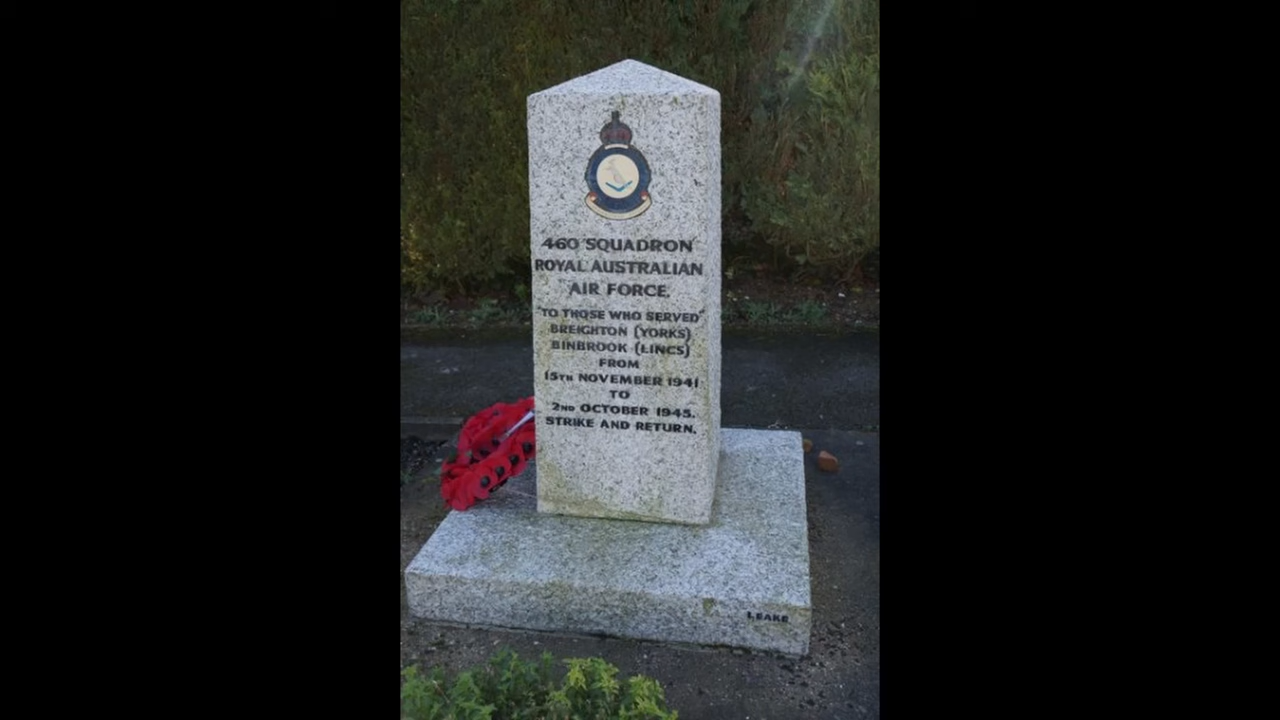 460 SQUADRON
ROYAL AUSTRALIAN
AIR FORCE.
"TO THOSE WHO SERVED"
BREIGHTON (YORKS)
BINBROOK (LINCS)
FROM
15TH NOVEMBER 1941
TO
2ND OCTOBER 1945.
STRIKE AND RETURN.
LEAKE